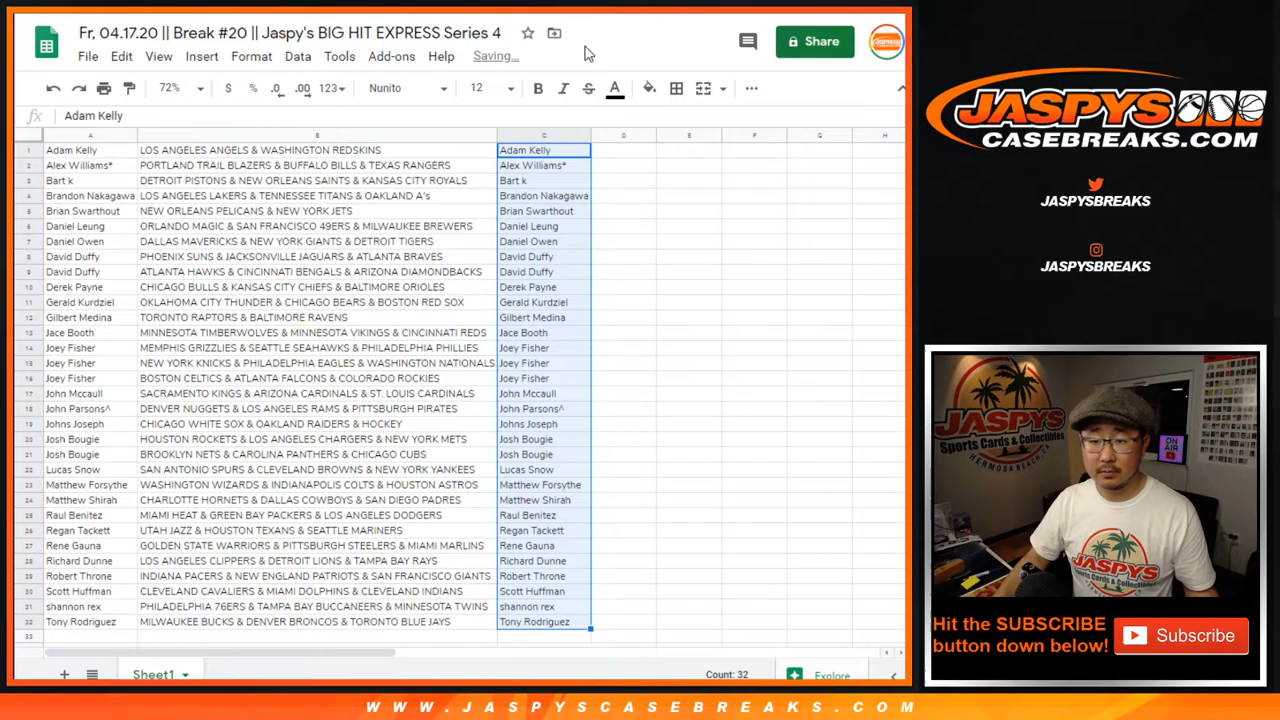 Fr, 04.17.20 || Break #20 || Jaspy's BIG HIT EXPRESS Series 4
Share
File Edit View Insert Format Data Tools Add-ons Help Saving...
72% $ % .0 .00 123 Nunito 12 B I S A
fx Adam Kelly
A B C D E F G H
1 Adam Kelly LOS ANGELES ANGELS & WASHINGTON REDSKINS Adam Kelly
2 Alex Williams* PORTLAND TRAIL BLAZERS & BUFFALO BILLS & TEXAS RANGERS Alex Williams*
3 Bart k DETROIT PISTONS & NEW ORLEANS SAINTS & KANSAS CITY ROYALS Bart k
4 Brandon Nakagawa LOS ANGELES LAKERS & TENNESSEE TITANS & OAKLAND A's Brandon Nakagawa
5 Brian Swarthout NEW ORLEANS PELICANS & NEW YORK JETS Brian Swarthout
6 Daniel Leung ORLANDO MAGIC & SAN FRANCISCO 49ERS & MILWAUKEE BREWERS Daniel Leung
7 Daniel Owen DALLAS MAVERICKS & NEW YORK GIANTS & DETROIT TIGERS Daniel Owen
8 David Duffy PHOENIX SUNS & JACKSONVILLE JAGUARS & ATLANTA BRAVES David Duffy
9 David Duffy ATLANTA HAWKS & CINCINNATI BENGALS & ARIZONA DIAMONDBACKS David Duffy
10 Derek Payne CHICAGO BULLS & KANSAS CITY CHIEFS & BALTIMORE ORIOLES Derek Payne
11 Gerald Kurdziel OKLAHOMA CITY THUNDER & CHICAGO BEARS & BOSTON RED SOX Gerald Kurdziel
12 Gilbert Medina TORONTO RAPTORS & BALTIMORE RAVENS Gilbert Medina
13 Jace Booth MINNESOTA TIMBERWOLVES & MINNESOTA VIKINGS & CINCINNATI REDS Jace Booth
14 Joey Fisher MEMPHIS GRIZZLIES & SEATTLE SEAHAWKS & PHILADELPHIA PHILLIES Joey Fisher
15 Joey Fisher NEW YORK KNICKS & PHILADELPHIA EAGLES & WASHINGTON NATIONALS Joey Fisher
16 Joey Fisher BOSTON CELTICS & ATLANTA FALCONS & COLORADO ROCKIES Joey Fisher
17 John Mccaull SACRAMENTO KINGS & ARIZONA CARDINALS & ST. LOUIS CARDINALS John Mccaull
18 John Parsons^ DENVER NUGGETS & LOS ANGELES RAMS & PITTSBURGH PIRATES John Parsons^
19 Johns Joseph CHICAGO WHITE SOX & OAKLAND RAIDERS & HOCKEY Johns Joseph
20 Josh Bougie HOUSTON ROCKETS & LOS ANGELES CHARGERS & NEW YORK METS Josh Bougie
21 Josh Bougie BROOKLYN NETS & CAROLINA PANTHERS & CHICAGO CUBS Josh Bougie
22 Lucas Snow SAN ANTONIO SPURS & CLEVELAND BROWNS & NEW YORK YANKEES Lucas Snow
23 Matthew Forsythe WASHINGTON WIZARDS & INDIANAPOLIS COLTS & HOUSTON ASTROS Matthew Forsythe
24 Matthew Shirah CHARLOTTE HORNETS & DALLAS COWBOYS & SAN DIEGO PADRES Matthew Shirah
25 Raul Benitez MIAMI HEAT & GREEN BAY PACKERS & LOS ANGELES DODGERS Raul Benitez
26 Regan Tackett UTAH JAZZ & HOUSTON TEXANS & SEATTLE MARINERS Regan Tackett
27 Rene Gauna GOLDEN STATE WARRIORS & PITTSBURGH STEELERS & MIAMI MARLINS Rene Gauna
28 Richard Dunne LOS ANGELES CLIPPERS & DETROIT LIONS & TAMPA BAY RAYS Richard Dunne
29 Robert Throne INDIANA PACERS & NEW ENGLAND PATRIOTS & SAN FRANCISCO GIANTS Robert Throne
30 Scott Huffman CLEVELAND CAVALIERS & MIAMI DOLPHINS & CLEVELAND INDIANS Scott Huffman
31 shannon rex PHILADELPHIA 76ERS & TAMPA BAY BUCCANEERS & MINNESOTA TWINS shannon rex
32 Tony Rodriguez MILWAUKEE BUCKS & DENVER BRONCOS & TORONTO BLUE JAYS Tony Rodriguez
33
Sheet1 Count: 32 Explore
JASPYS
CASEBREAKS.COM
JASPYSBREAKS
JASPYSBREAKS
JASPYS
Sports Cards & Collectibles
HERMOSA BEACH, CA
ON AIR
JASPYS
Hit the SUBSCRIBE
button down below!
Subscribe
WWW.JASPYSCASEBREAKS.COM